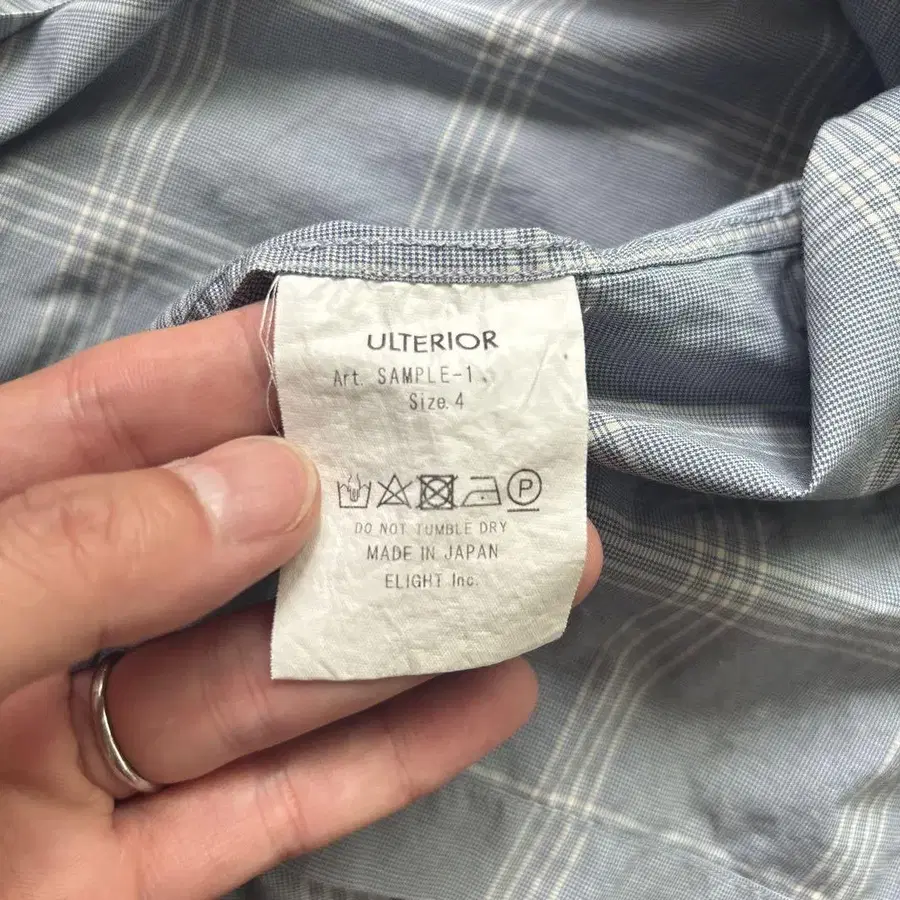 ULTERIOR
Art. SAMPLE-1
Size. 4
P
DO NOT TUMBLE DRY
MADE IN JAPAN
ELIGHT Inc.